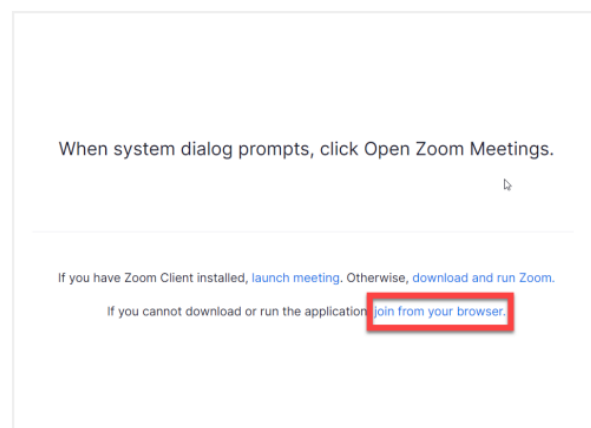 When system dialog prompts, click Open Zoom Meetings.
If you have Zoom Client installed, launch meeting. Otherwise, download and run Zoom.
If you cannot download or run the application, join from your browser.